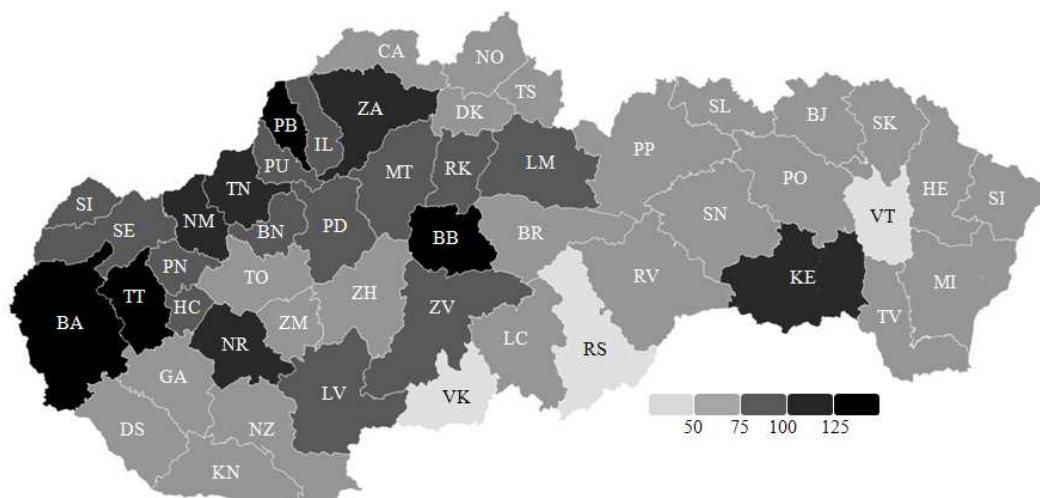 CA NO
ZA DK TS
PB IL PU
SL BJ SK
PP PO HE SI
TN MT RK LM
SI SE NM BN PD
BB BR SN VT
PN TO ZH ZV RV KE MI
BA TT HC ZM LC RS TV
GA NR LV VK
DS NZ
KN
50 75 100 125